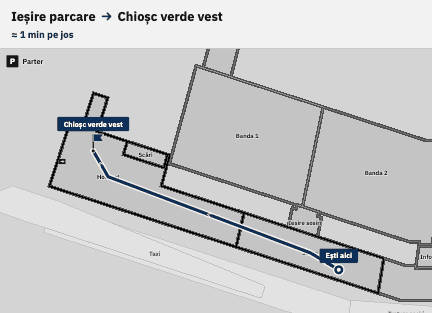 Ieșire parcare → Chioșc verde vest
≈ 1 min pe jos
P Parter
Chioșc verde vest
Banda 1
Scări
Banda 2
Ieșire sosiri
Ești aici
Info
Taxi